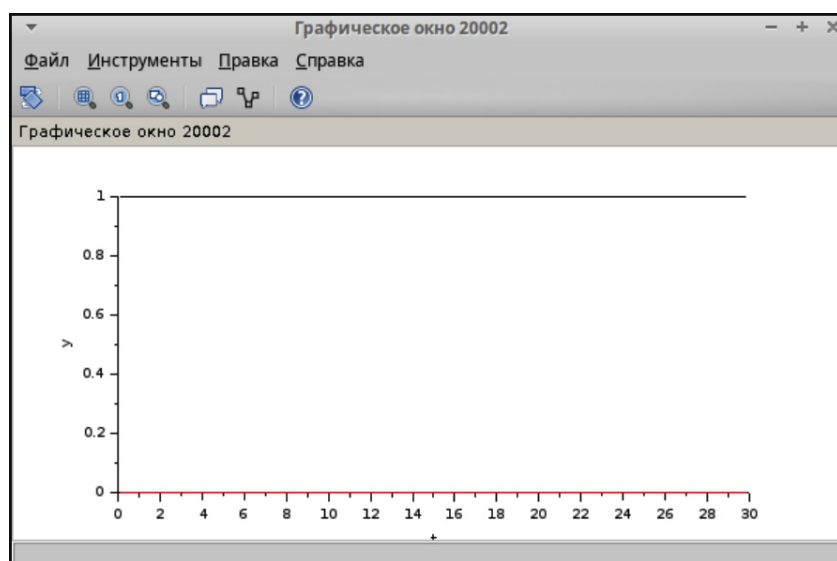 Графическое окно 20002
Файл Инструменты Правка Справка
Графическое окно 20002
1
0.8
0.6
y
0.4
0.2
0
0 2 4 6 8 10 12 14 16 18 20 22 24 26 28 30
t